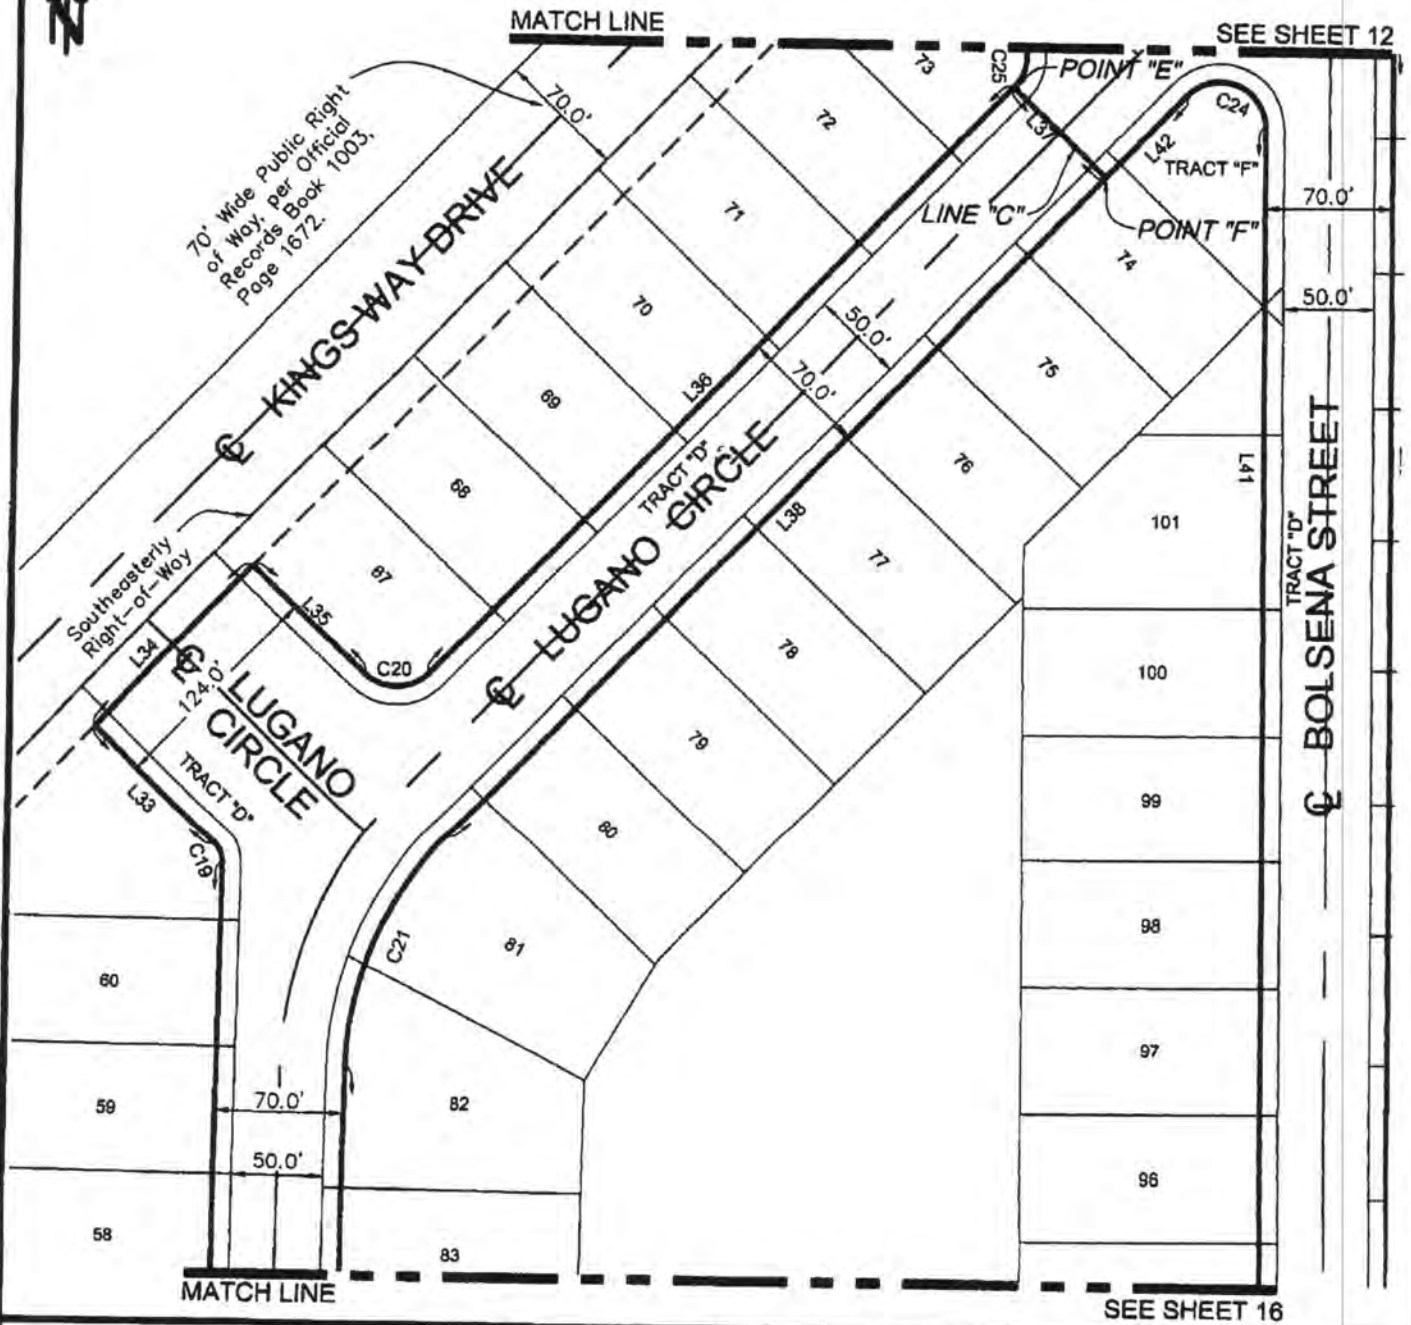 N
MATCH LINE
SEE SHEET 12
73
C25
POINT "E"
70.0'
70' Wide Public Right
of Way, per Official
Records Book 1003,
Page 1672.
72
L37
C24
L42
TRACT "F"
KINGS WAY DRIVE
71
LINE "C"
POINT "F"
70.0'
74
70
50.0'
50.0'
75
69
L36
70.0'
68
TRACT "D"
76
L41
101
LUGANO CIRCLE
L38
77
TRACT "D"
BOLSENA STREET
Southeasterly
Right-of-Way
67
L35
L34
C20
78
100
124.0'
LUGANO
CIRCLE
79
TRACT "D"
L33
99
80
C19
98
C21
81
60
97
59
70.0'
82
50.0'
96
58
83
MATCH LINE
SEE SHEET 16